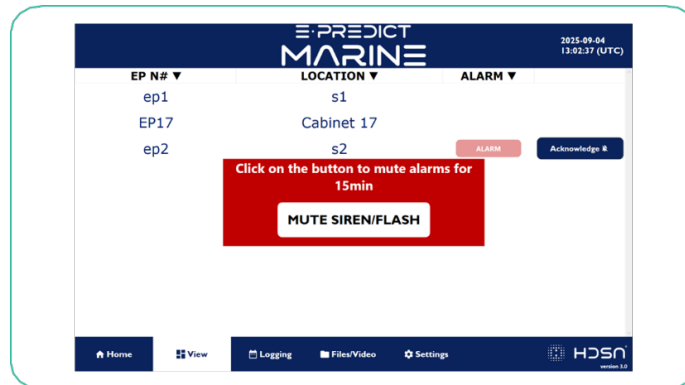 E·PREDICT
MARINE
2025-09-04
13:02:37 (UTC)
EP N# ▼ LOCATION ▼ ALARM ▼
ep1 s1
EP17 Cabinet 17
ep2 s2 ALARM Acknowledge
Click on the button to mute alarms for
15min
MUTE SIREN/FLASH
Home View Logging Files/Video Settings HDSN
version 3.0